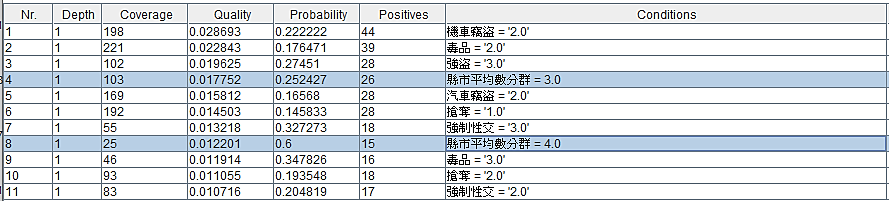 Nr. Depth Coverage Quality Probability Positives Conditions
1 1 198 0.028693 0.222222 44 機車竊盜 = '2.0'
2 1 221 0.022843 0.176471 39 毒品 = '2.0'
3 1 102 0.019625 0.27451 28 強盜 = '2.0'
4 1 103 0.017752 0.252427 26 縣市平均數分群 = 3.0
5 1 169 0.015812 0.16568 28 汽車竊盜 = '2.0'
6 1 192 0.014503 0.145833 28 搶奪 = '1.0'
7 1 55 0.013218 0.327273 18 強制性交 = '3.0'
8 1 25 0.012201 0.6 15 縣市平均數分群 = 4.0
9 1 46 0.011914 0.347826 16 毒品 = '3.0'
10 1 93 0.011055 0.193548 18 搶奪 = '2.0'
11 1 83 0.010716 0.204819 17 強制性交 = '2.0'